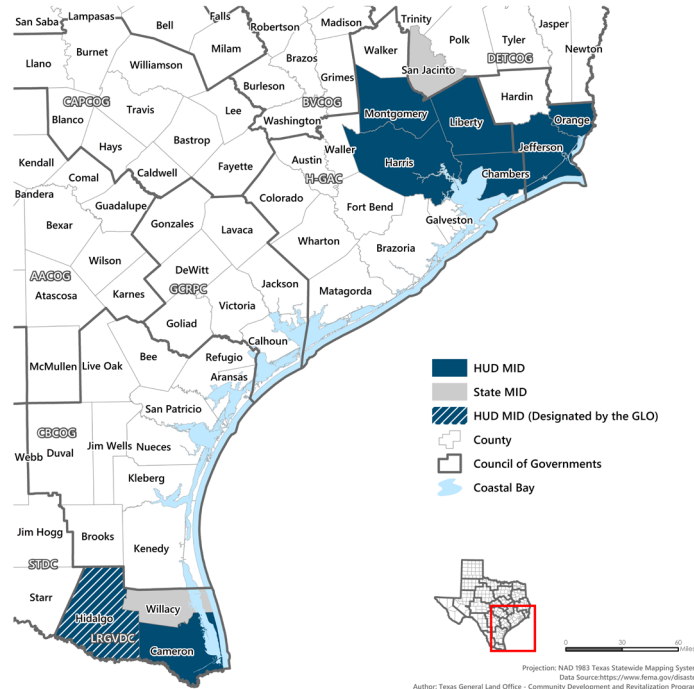 San Saba
Lampasas
Bell
Falls
Robertson
Madison
Trinity
Jasper
Polk
Tyler
Newton
Burnet
Milam
Walker
Llano
Williamson
Brazos
DETCOG
San Jacinto
Grimes
Burleson
Hardin
CAPCOG
Travis
Lee
BVCOG
Montgomery
Liberty
Orange
Blanco
Washington
Bastrop
Hays
Waller
Jefferson
Austin
Harris
Kendall
Caldwell
Fayette
H-GAC
Chambers
Comal
Bandera
Colorado
Guadalupe
Fort Bend
Galveston
Bexar
Gonzales
Lavaca
Wharton
Brazoria
Wilson
DeWitt
AACOG
GCRPC
Jackson
Matagorda
Atascosa
Karnes
Victoria
Goliad
Calhoun
McMullen
Live Oak
Bee
Refugio
Aransas
San Patricio
CBCOG
Webb
Duval
Jim Wells
Nueces
Kleberg
Jim Hogg
Brooks
Kenedy
STDC
Starr
Hidalgo
Willacy
LRGVDC
Cameron
HUD MID
State MID
HUD MID (Designated by the GLO)
County
Council of Governments
Coastal Bay
0 30 60
Miles
Projection: NAD 1983 Texas Statewide Mapping System
Data Source:https://www.fema.gov/disaste
Author: Texas General Land Office - Community Development and Revitalization Program